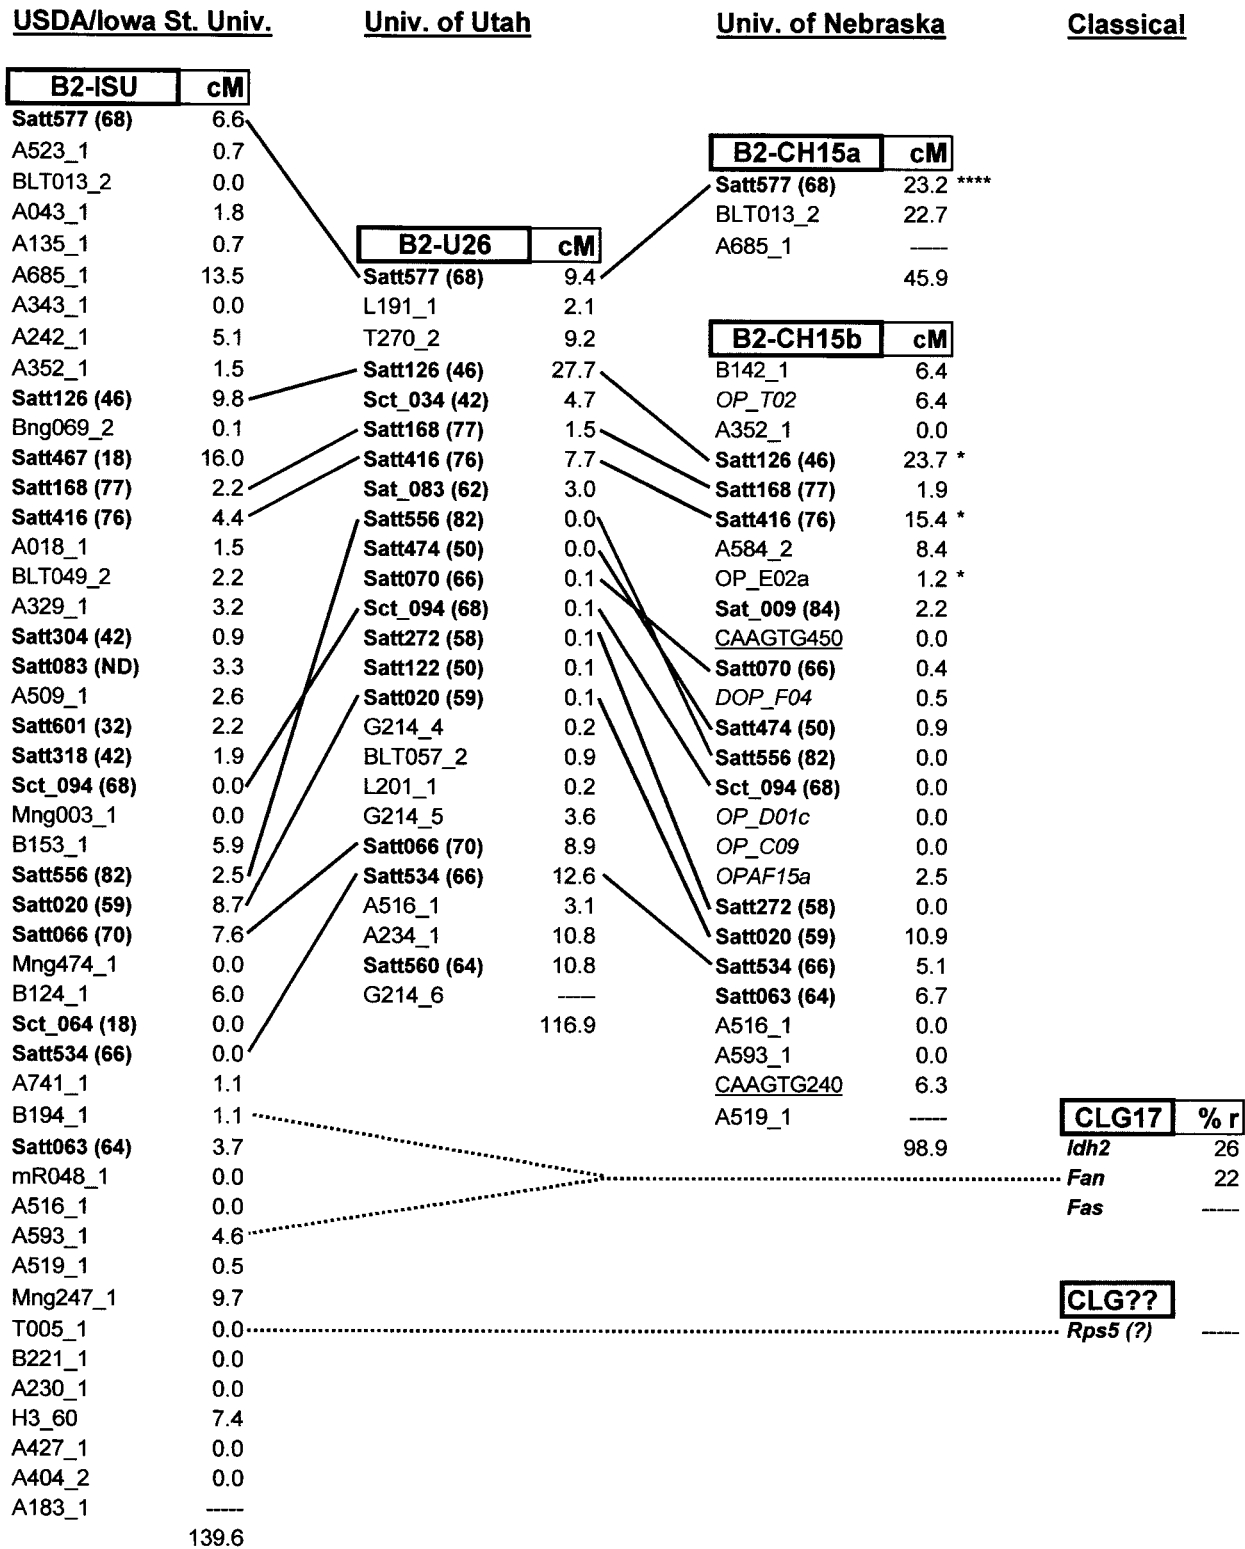 USDA/Iowa St. Univ.
B2-ISU cM
Satt577 (68) 6.6
A523_1 0.7
BLT013_2 0.0
A043_1 1.8
A135_1 0.7
A685_1 13.5
A343_1 0.0
A242_1 5.1
A352_1 1.5
Satt126 (46) 9.8
Bng069_2 0.1
Satt467 (18) 16.0
Satt168 (77) 2.2
Satt416 (76) 4.4
A018_1 1.5
BLT049_2 2.2
A329_1 3.2
Satt304 (42) 0.9
Satt083 (ND) 3.3
A509_1 2.6
Satt601 (32) 2.2
Satt318 (42) 1.9
Sct_094 (68) 0.0
Mng003_1 0.0
B153_1 5.9
Satt556 (82) 2.5
Satt020 (59) 8.7
Satt066 (70) 7.6
Mng474_1 0.0
B124_1 6.0
Sct_064 (18) 0.0
Satt534 (66) 0.0
A741_1 1.1
B194_1 1.1
Satt063 (64) 3.7
mR048_1 0.0
A516_1 0.0
A593_1 4.6
A519_1 0.5
Mng247_1 9.7
T005_1 0.0
B221_1 0.0
A230_1 0.0
H3_60 7.4
A427_1 0.0
A404_2 0.0
A183_1 -----
139.6
Univ. of Utah
B2-U26 cM
Satt577 (68) 9.4
L191_1 2.1
T270_2 9.2
Satt126 (46) 27.7
Sct_034 (42) 4.7
Satt168 (77) 1.5
Satt416 (76) 7.7
Sat_083 (62) 3.0
Satt556 (82) 0.0
Satt474 (50) 0.0
Satt070 (66) 0.1
Sct_094 (68) 0.1
Satt272 (58) 0.1
Satt122 (50) 0.1
Satt020 (59) 0.1
G214_4 0.2
BLT057_2 0.9
L201_1 0.2
G214_5 3.6
Satt066 (70) 8.9
Satt534 (66) 12.6
A516_1 3.1
A234_1 10.8
Satt560 (64) 10.8
G214_6 -----
116.9
Univ. of Nebraska
B2-CH15a cM
Satt577 (68) 23.2 ****
BLT013_2 22.7
A685_1 -----
45.9
B2-CH15b cM
B142_1 6.4
OP_T02 6.4
A352_1 0.0
Satt126 (46) 23.7 *
Satt168 (77) 1.9
Satt416 (76) 15.4 *
A584_2 8.4
OP_E02a 1.2 *
Sat_009 (84) 2.2
CAAGTG450 0.0
Satt070 (66) 0.4
DOP_F04 0.5
Satt474 (50) 0.9
Satt556 (82) 0.0
Sct_094 (68) 0.0
OP_D01c 0.0
OP_C09 0.0
OPAF15a 2.5
Satt272 (58) 0.0
Satt020 (59) 10.9
Satt534 (66) 5.1
Satt063 (64) 6.7
A516_1 0.0
A593_1 0.0
CAAGTG240 6.3
A519_1 -----
98.9
Classical
CLG17 % r
Idh2 26
Fan 22
Fas -----
CLG??
Rps5 (?) -----